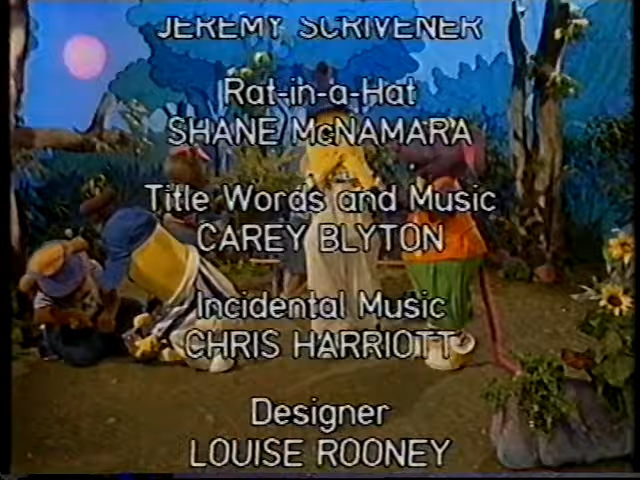 JEREMY SCRIVENER
Rat-in-a-Hat
SHANE McNAMARA
Title Words and Music
CAREY BLYTON
Incidental Music
CHRIS HARRIOTT
Designer
LOUISE ROONEY